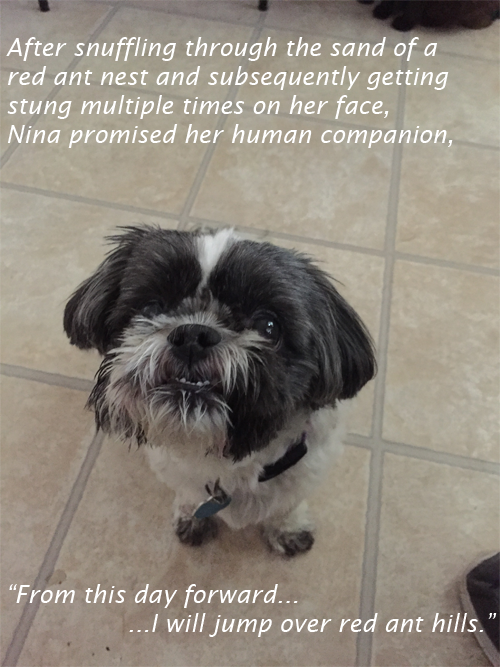 After snuffling through the sand of a
red ant nest and subsequently getting
stung multiple times on her face,
Nina promised her human companion,
“From this day forward...
...I will jump over red ant hills.”